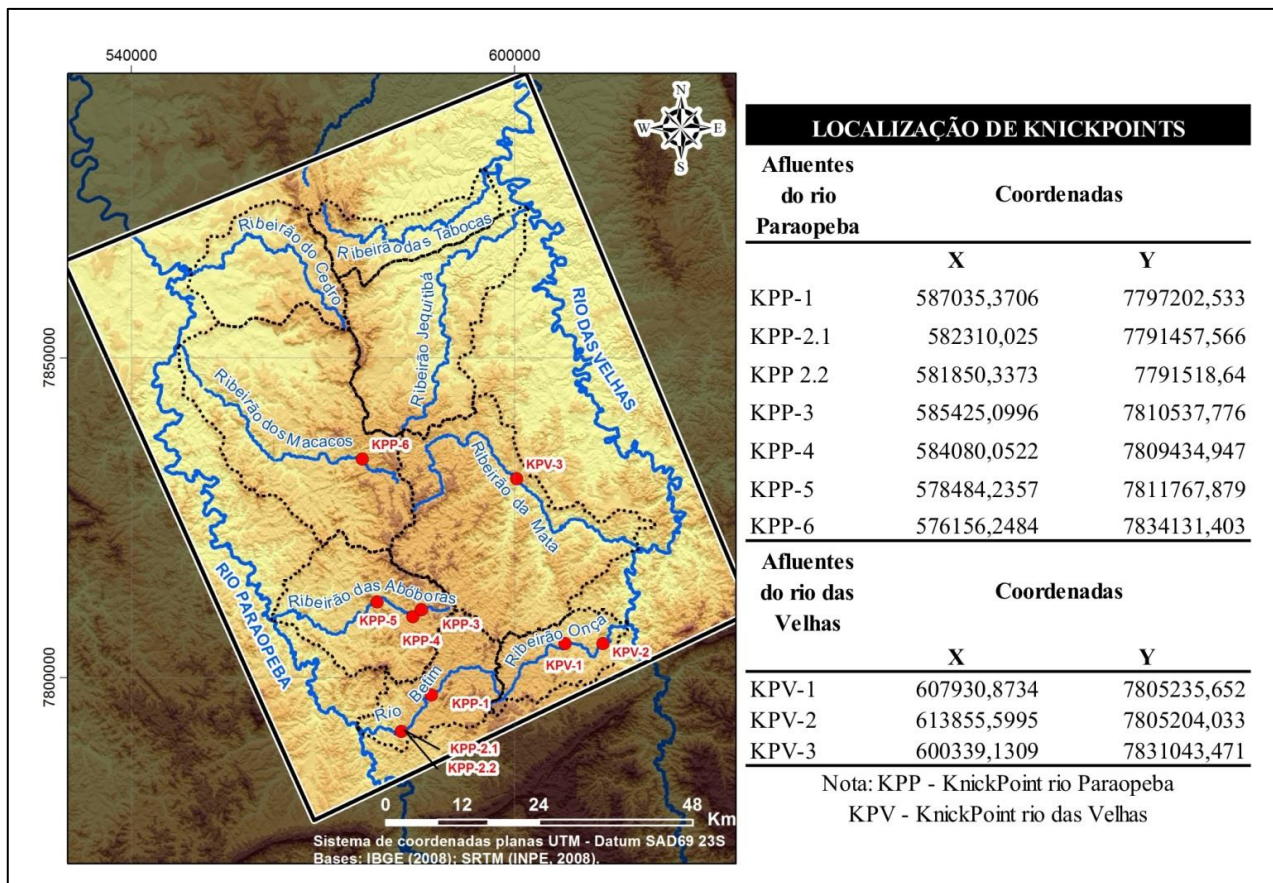 540000
600000
7850000
7800000
N
W E
S
Ribeirão do Cedro
Ribeirão das Tabocas
Ribeirão Jequitibá
RIO DAS VELHAS
Ribeirão dos Macacos
KPP-6
KPV-3
Ribeirão da Mata
RIO PARAOPEBA
Ribeirão das Abóboras
KPP-5
KPP-3
KPP-4
Ribeirão Onça
KPV-1
KPV-2
Rio Betim
KPP-1
KPP-2.1
KPP-2.2
0 12 24 48
Km
Sistema de coordenadas planas UTM - Datum SAD69 23S
Bases: IBGE (2008); SRTM (INPE, 2008).
LOCALIZAÇÃO DE KNICKPOINTS
Afluentes do rio Paraopeba
Coordenadas
X Y
KPP-1 587035,3706 7797202,533
KPP-2.1 582310,025 7791457,566
KPP 2.2 581850,3373 7791518,64
KPP-3 585425,0996 7810537,776
KPP-4 584080,0522 7809434,947
KPP-5 578484,2357 7811767,879
KPP-6 576156,2484 7834131,403
Afluentes do rio das Velhas
Coordenadas
X Y
KPV-1 607930,8734 7805235,652
KPV-2 613855,5995 7805204,033
KPV-3 600339,1309 7831043,471
Nota: KPP - KnickPoint rio Paraopeba
KPV - KnickPoint rio das Velhas